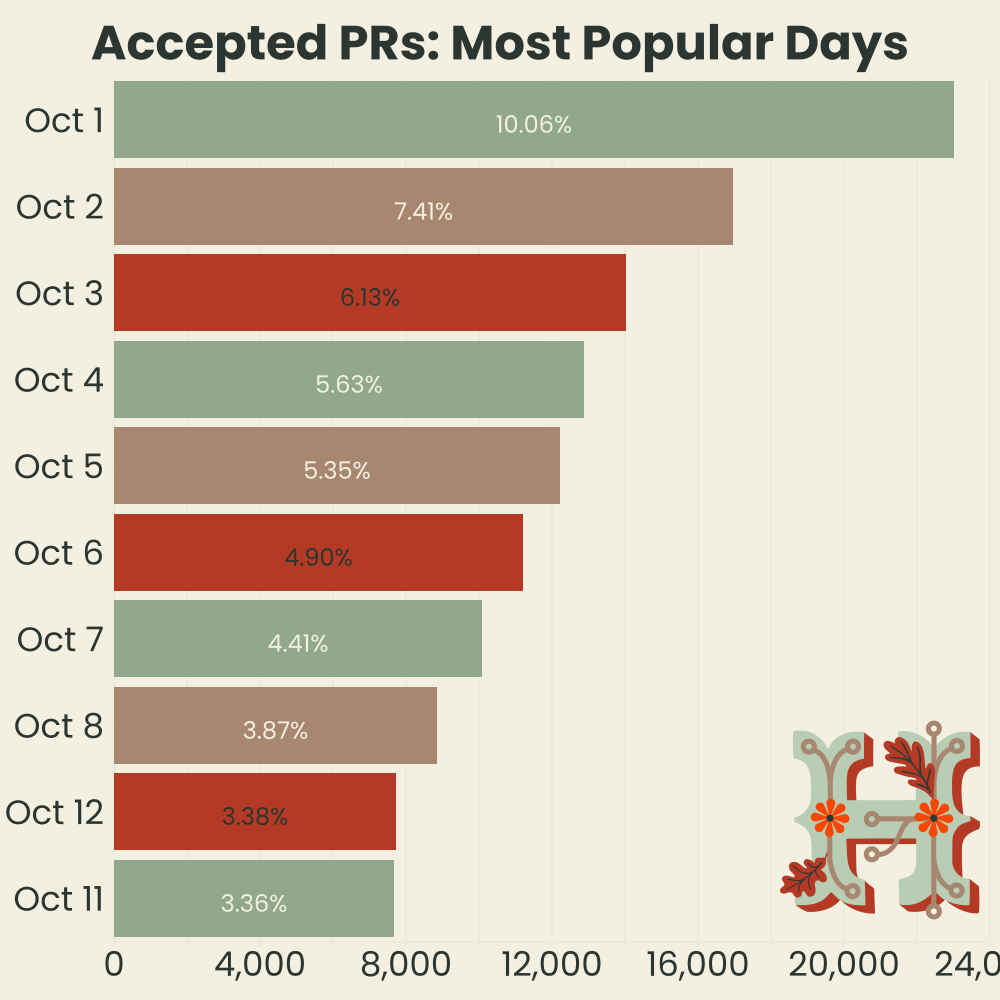 Accepted PRs: Most Popular Days
Oct 1 10.06%
Oct 2 7.41%
Oct 3 6.13%
Oct 4 5.63%
Oct 5 5.35%
Oct 6 4.90%
Oct 7 4.41%
Oct 8 3.87%
Oct 12 3.38%
Oct 11 3.36%
0 4,000 8,000 12,000 16,000 20,000 24,0
H